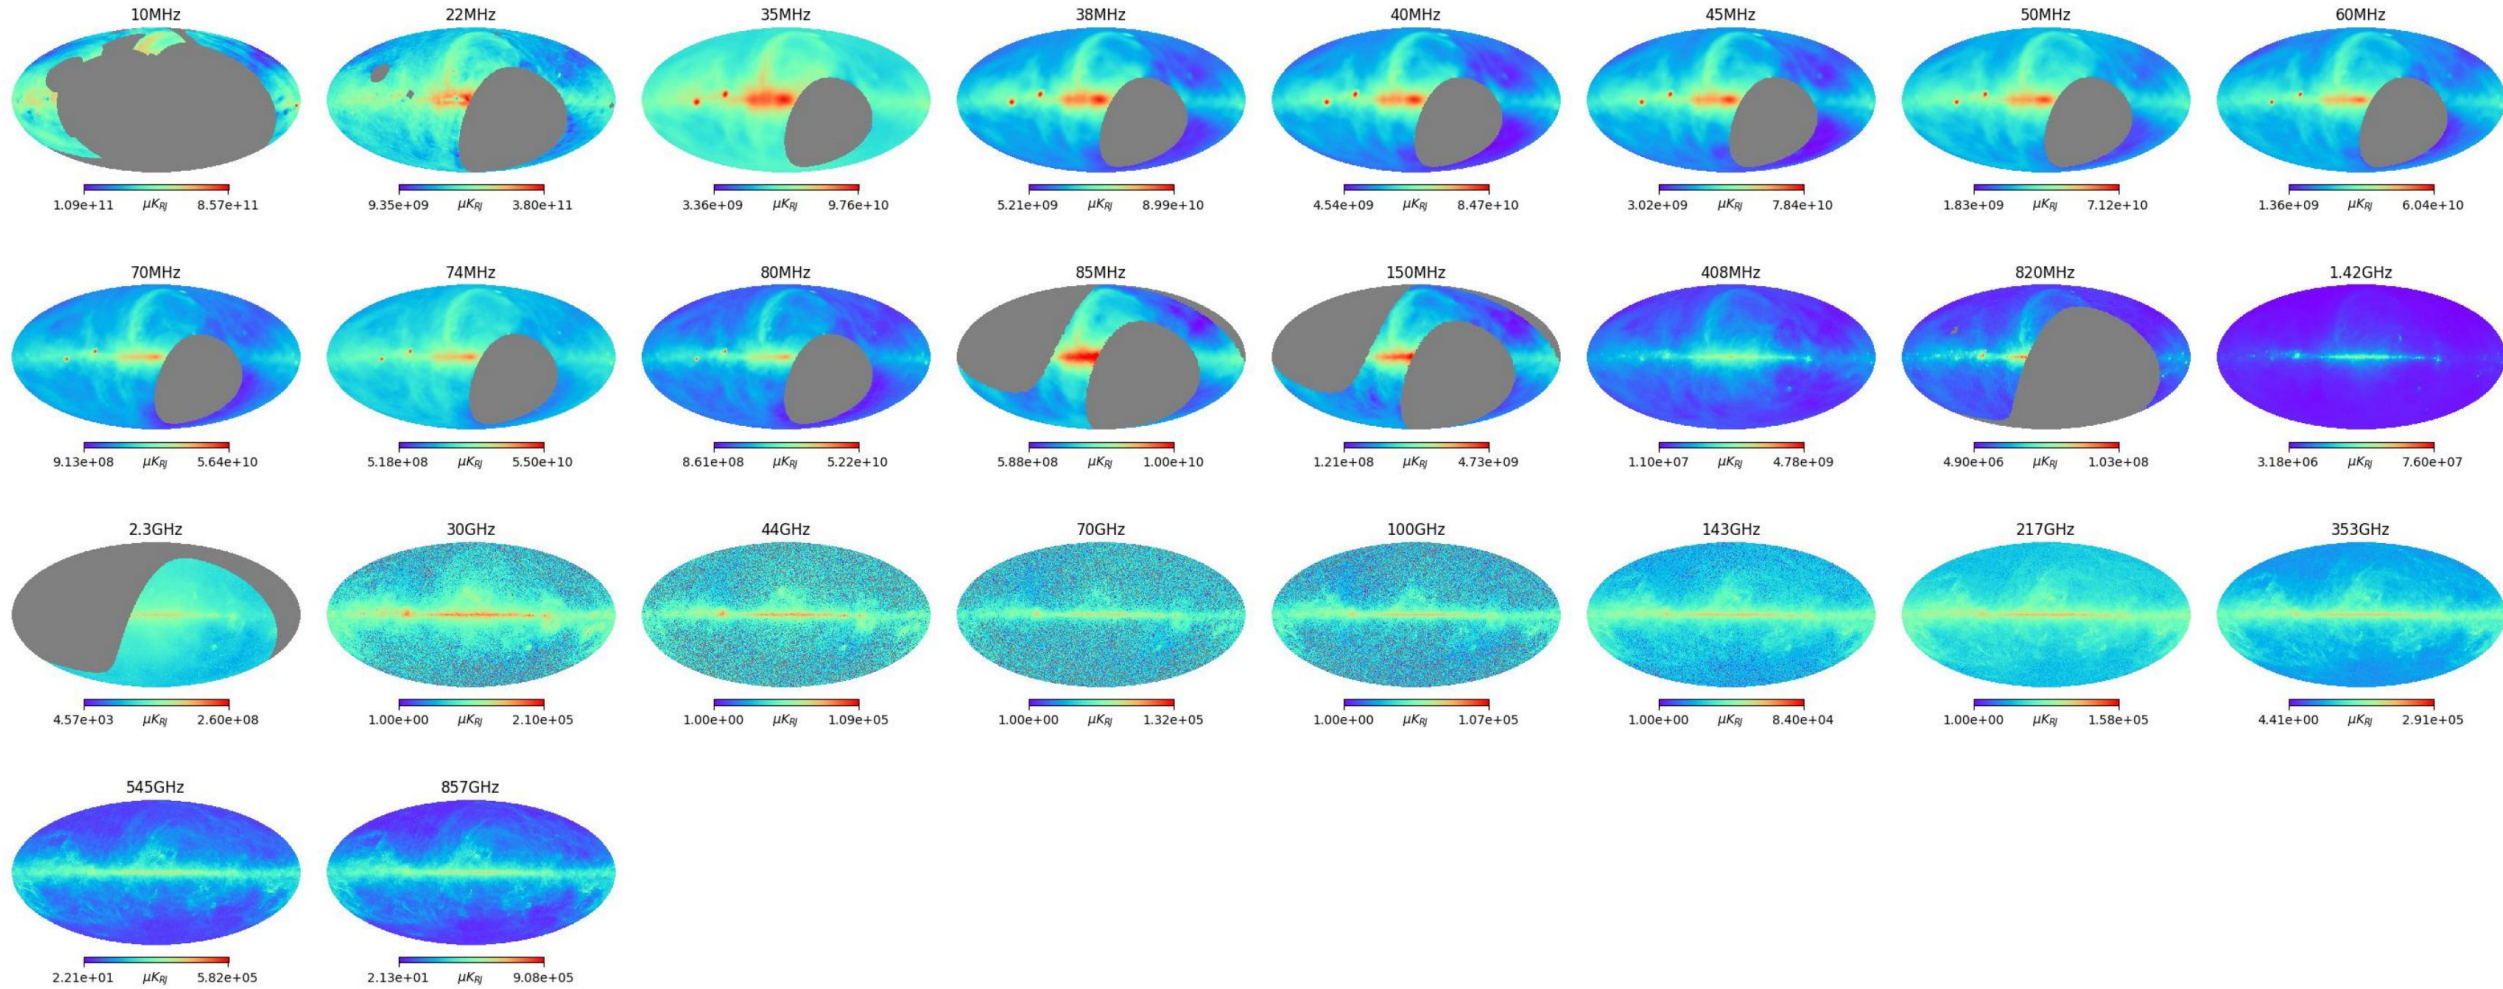 10MHz 22MHz 35MHz 38MHz 40MHz 45MHz 50MHz 60MHz
1.09e+11 μK_RJ 8.57e+11 9.35e+09 μK_RJ 3.80e+11 3.36e+09 μK_RJ 9.76e+10 5.21e+09 μK_RJ 8.99e+10 4.54e+09 μK_RJ 8.47e+10 3.02e+09 μK_RJ 7.84e+10 1.83e+09 μK_RJ 7.12e+10 1.36e+09 μK_RJ 6.04e+10
70MHz 74MHz 80MHz 85MHz 150MHz 408MHz 820MHz 1.42GHz
9.13e+08 μK_RJ 5.64e+10 5.18e+08 μK_RJ 5.50e+10 8.61e+08 μK_RJ 5.22e+10 5.88e+08 μK_RJ 1.00e+10 1.21e+08 μK_RJ 4.73e+09 1.10e+07 μK_RJ 4.78e+09 4.90e+06 μK_RJ 1.03e+08 3.18e+06 μK_RJ 7.60e+07
2.3GHz 30GHz 44GHz 70GHz 100GHz 143GHz 217GHz 353GHz
4.57e+03 μK_RJ 2.60e+08 1.00e+00 μK_RJ 2.10e+05 1.00e+00 μK_RJ 1.09e+05 1.00e+00 μK_RJ 1.32e+05 1.00e+00 μK_RJ 1.07e+05 1.00e+00 μK_RJ 8.40e+04 1.00e+00 μK_RJ 1.58e+05 4.41e+00 μK_RJ 2.91e+05
545GHz 857GHz
2.21e+01 μK_RJ 5.82e+05 2.13e+01 μK_RJ 9.08e+05